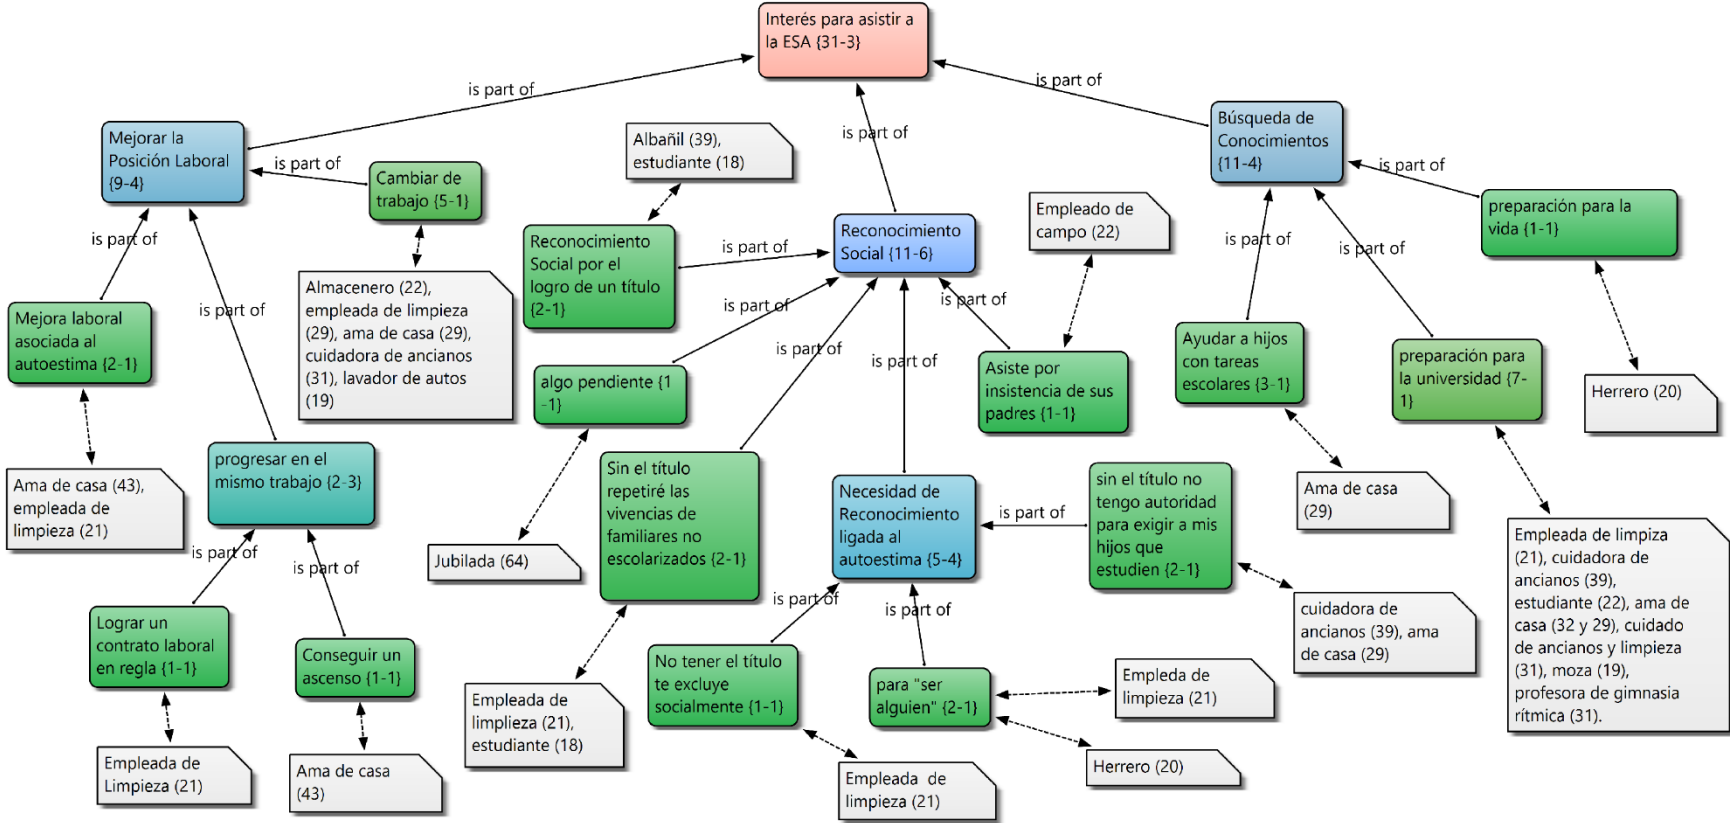 Interés para asistir a
la ESA {31-3}
is part of
is part of
is part of
Mejorar la
Posición Laboral
{9-4}
is part of
Cambiar de
trabajo {5-1}
Albañil (39),
estudiante (18)
Búsqueda de
Conocimientos
{11-4}
is part of
preparación para la
vida {1-1}
Empleado de
campo (22)
Reconocimiento
Social {11-6}
Reconocimiento
Social por el
logro de un título
{2-1}
is part of
is part of
is part of
is part of
is part of
is part of
is part of
is part of
is part of
Almacenero (22),
empleada de limpieza
(29), ama de casa (29),
cuidadora de ancianos
(31), lavador de autos
(19)
Mejora laboral
asociada al
autoestima {2-1}
algo pendiente {1
-1}
Asiste por
insistencia de sus
padres {1-1}
Ayudar a hijos
con tareas
escolares {3-1}
preparación para
la universidad {7-
1}
Herrero (20)
Ama de casa (43),
empleada de
limpieza (21)
progresar en el
mismo trabajo {2-3}
Sin el título
repetiré las
vivencias de
familiares no
escolarizados {2-1}
Necesidad de
Reconocimiento
ligada al
autoestima {5-4}
is part of
sin el título no
tengo autoridad
para exigir a mis
hijos que
estudien {2-1}
Ama de casa
(29)
Jubilada (64)
is part of
is part of
is part of
is part of
Empleada de limpiza
(21), cuidadora de
ancianos (39),
estudiante (22), ama de
casa (32 y 29), cuidado
de ancianos y limpieza
(31), moza (19),
profesora de gimnasia
rítmica (31).
cuidadora de
ancianos (39), ama
de casa (29)
Lograr un
contrato laboral
en regla {1-1}
Conseguir un
ascenso {1-1}
Empleada de
limplieza (21),
estudiante (18)
No tener el título
te excluye
socialmente {1-1}
para "ser
alguien" {2-1}
Empleda de
limpieza (21)
Empleada de
Limpieza (21)
Ama de casa
(43)
Empleada de
limpieza (21)
Herrero (20)